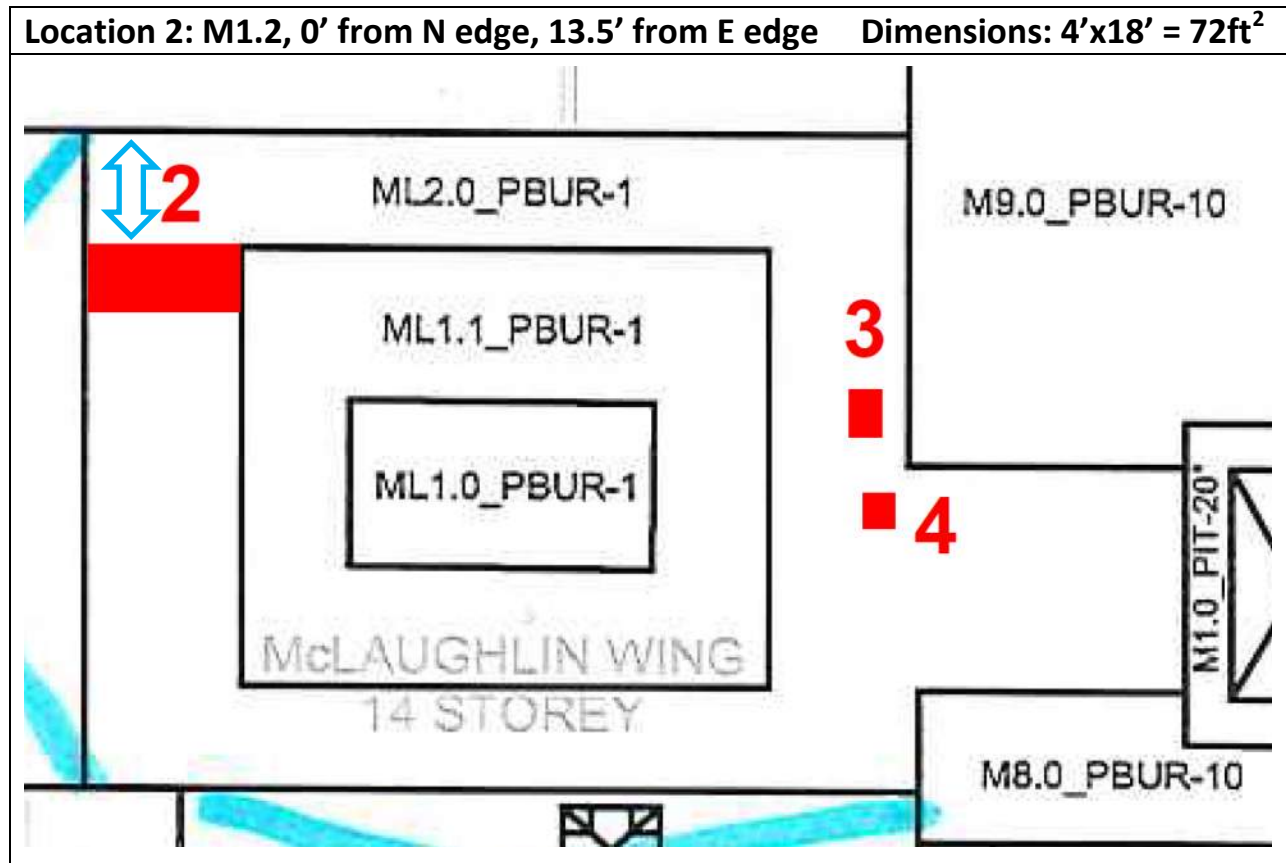 Location 2: M1.2, 0’ from N edge, 13.5’ from E edge Dimensions: 4’x18’ = 72ft²
2
ML2.0_PBUR-1
M9.0_PBUR-10
3
ML1.1_PBUR-1
ML1.0_PBUR-1
4
M1.0_PIT-20"
McLAUGHLIN WING
14 STOREY
M8.0_PBUR-10